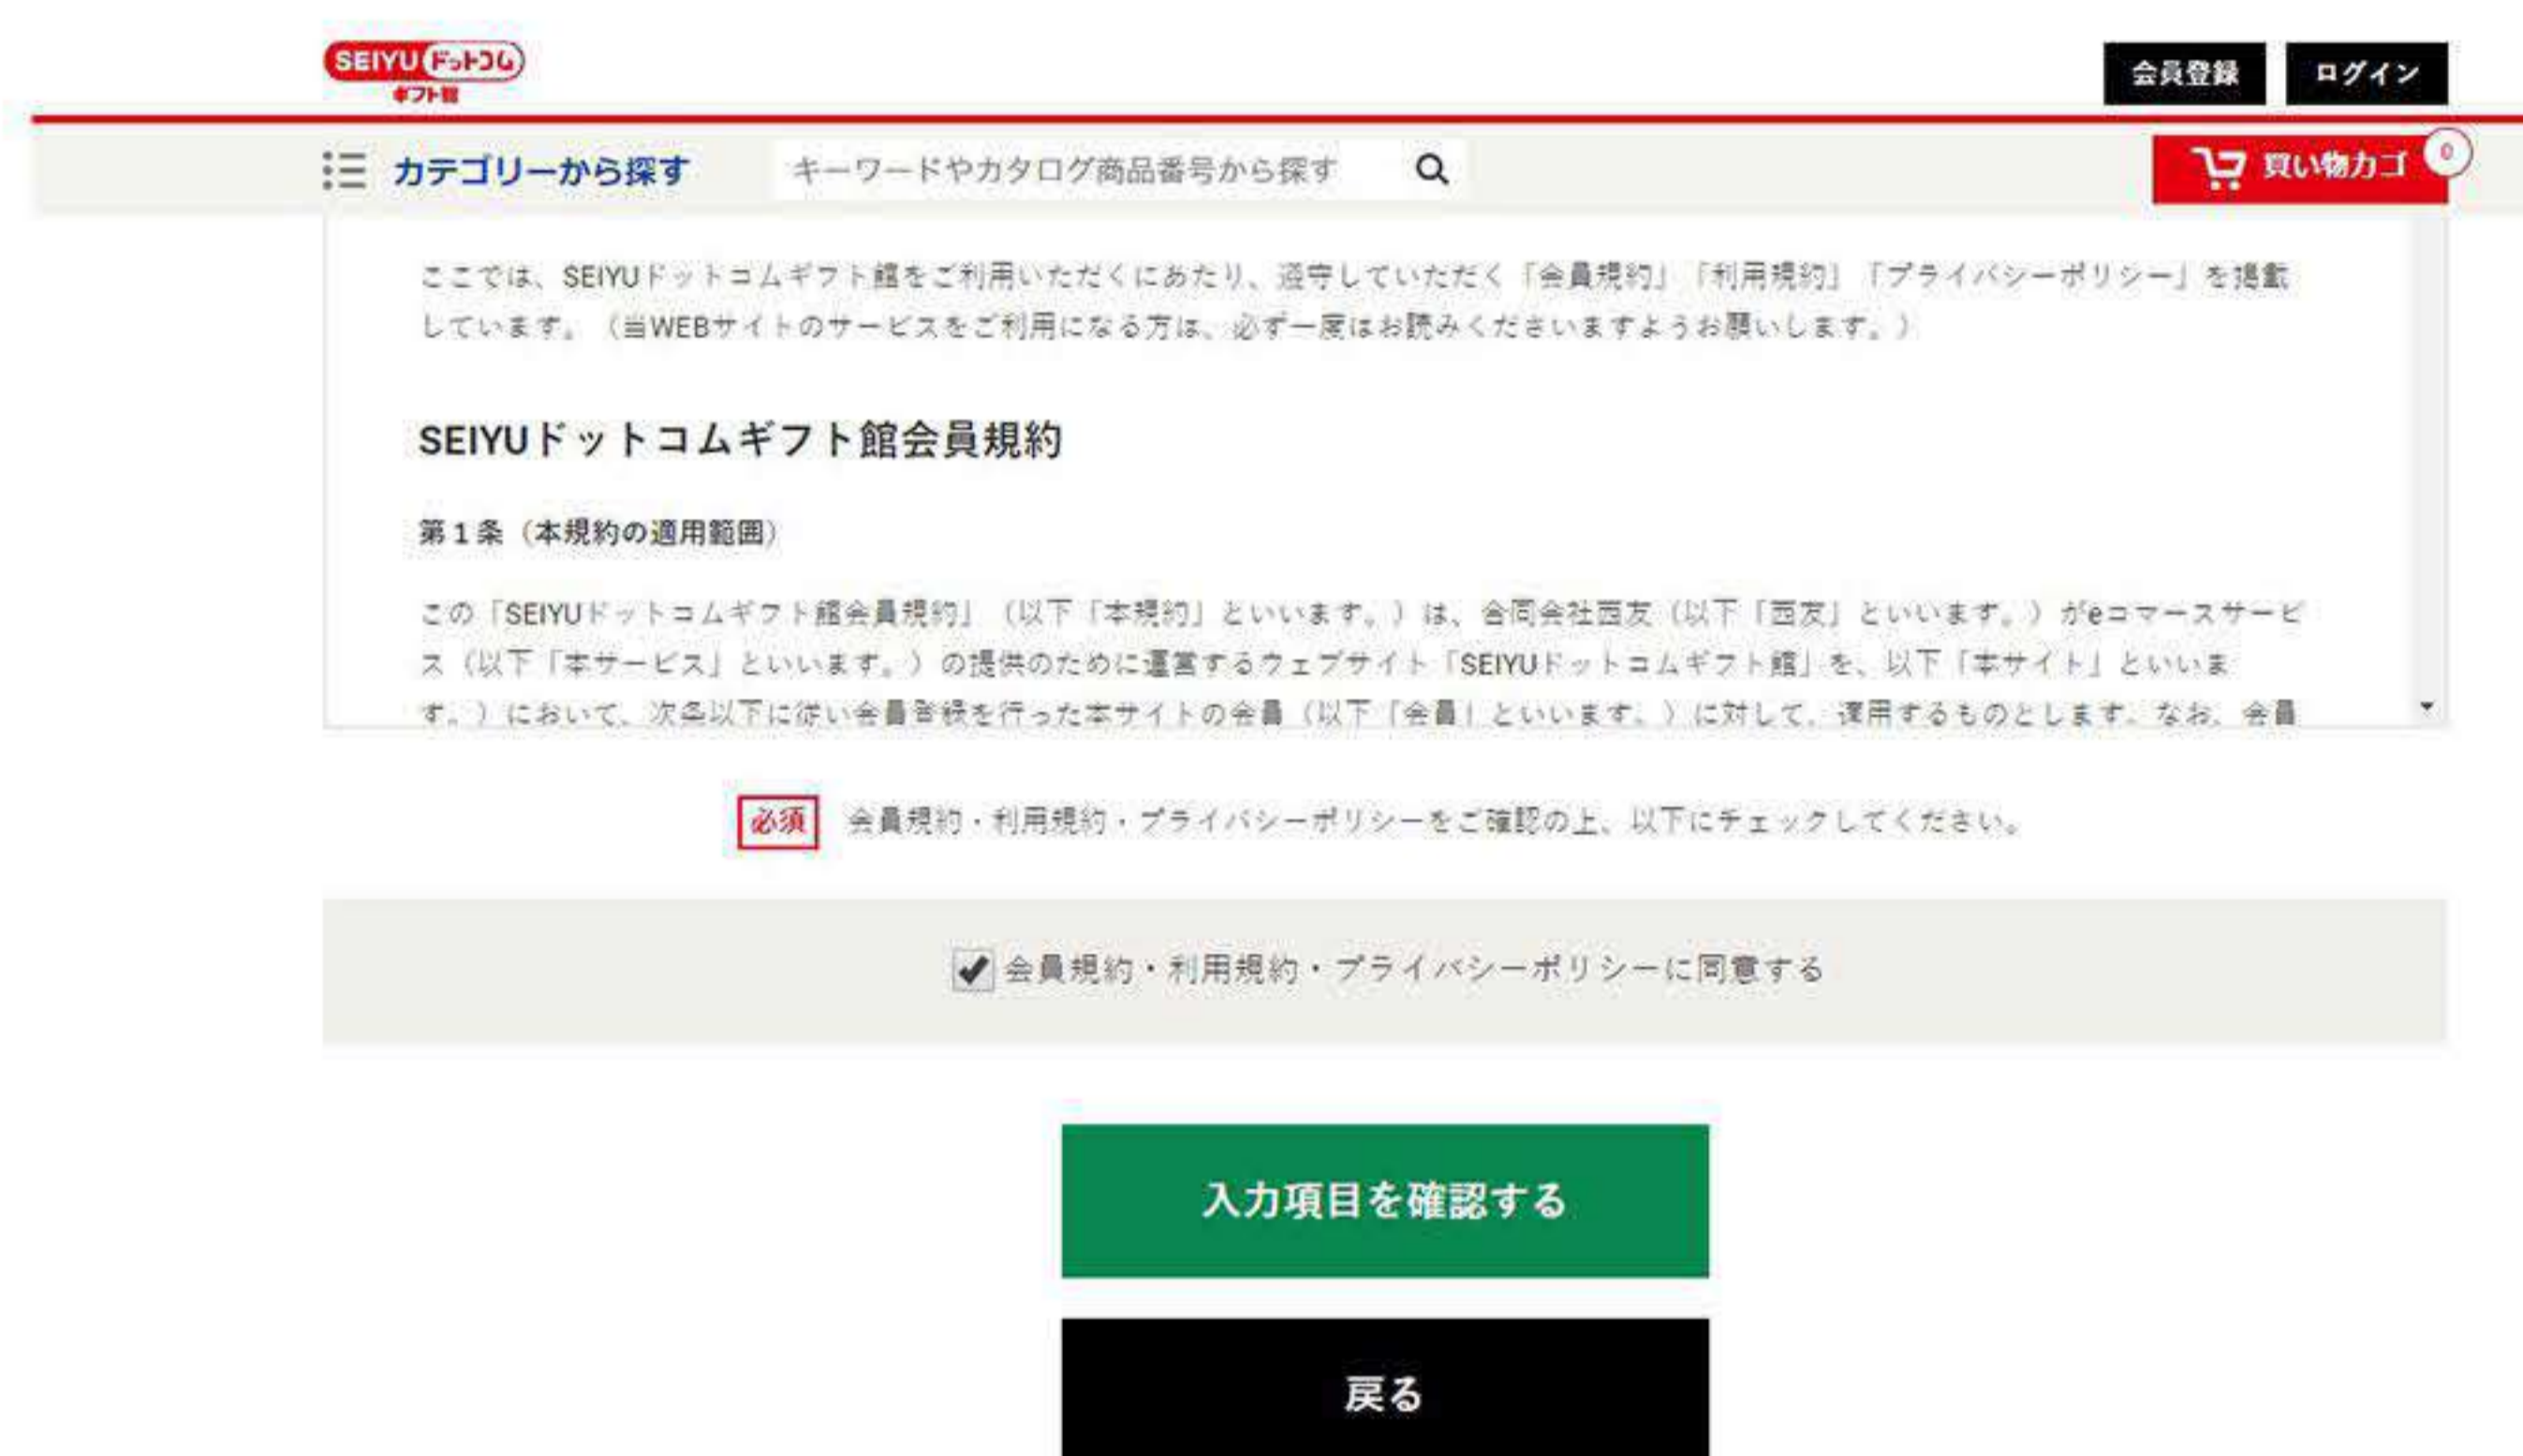 SEIYU ドットコム
ギフト館
会員登録
ログイン
カテゴリーから探す
キーワードやカタログ商品番号から探す
買い物カゴ
0
ここでは、SEIYUドットコムギフト館をご利用いただくにあたり、遵守していただく「会員規約」「利用規約」「プライバシーポリシー」を掲載
しています。（当WEBサイトのサービスをご利用になる方は、必ず一度はお読みくださいますようお願いします。）
SEIYUドットコムギフト館会員規約
第１条（本規約の適用範囲）
この「SEIYUドットコムギフト館会員規約」（以下「本規約」といいます。）は、合同会社西友（以下「西友」といいます。）がeコマースサービ
ス（以下「本サービス」といいます。）の提供のために運営するウェブサイト「SEIYUドットコムギフト館」を、以下「本サイト」といいま
す。）において、次条以下に従い会員登録を行った本サイトの会員（以下「会員」といいます。）に対して、適用するものとします。なお、会員
必須 会員規約・利用規約・プライバシーポリシーをご確認の上、以下にチェックしてください。
会員規約・利用規約・プライバシーポリシーに同意する
入力項目を確認する
戻る